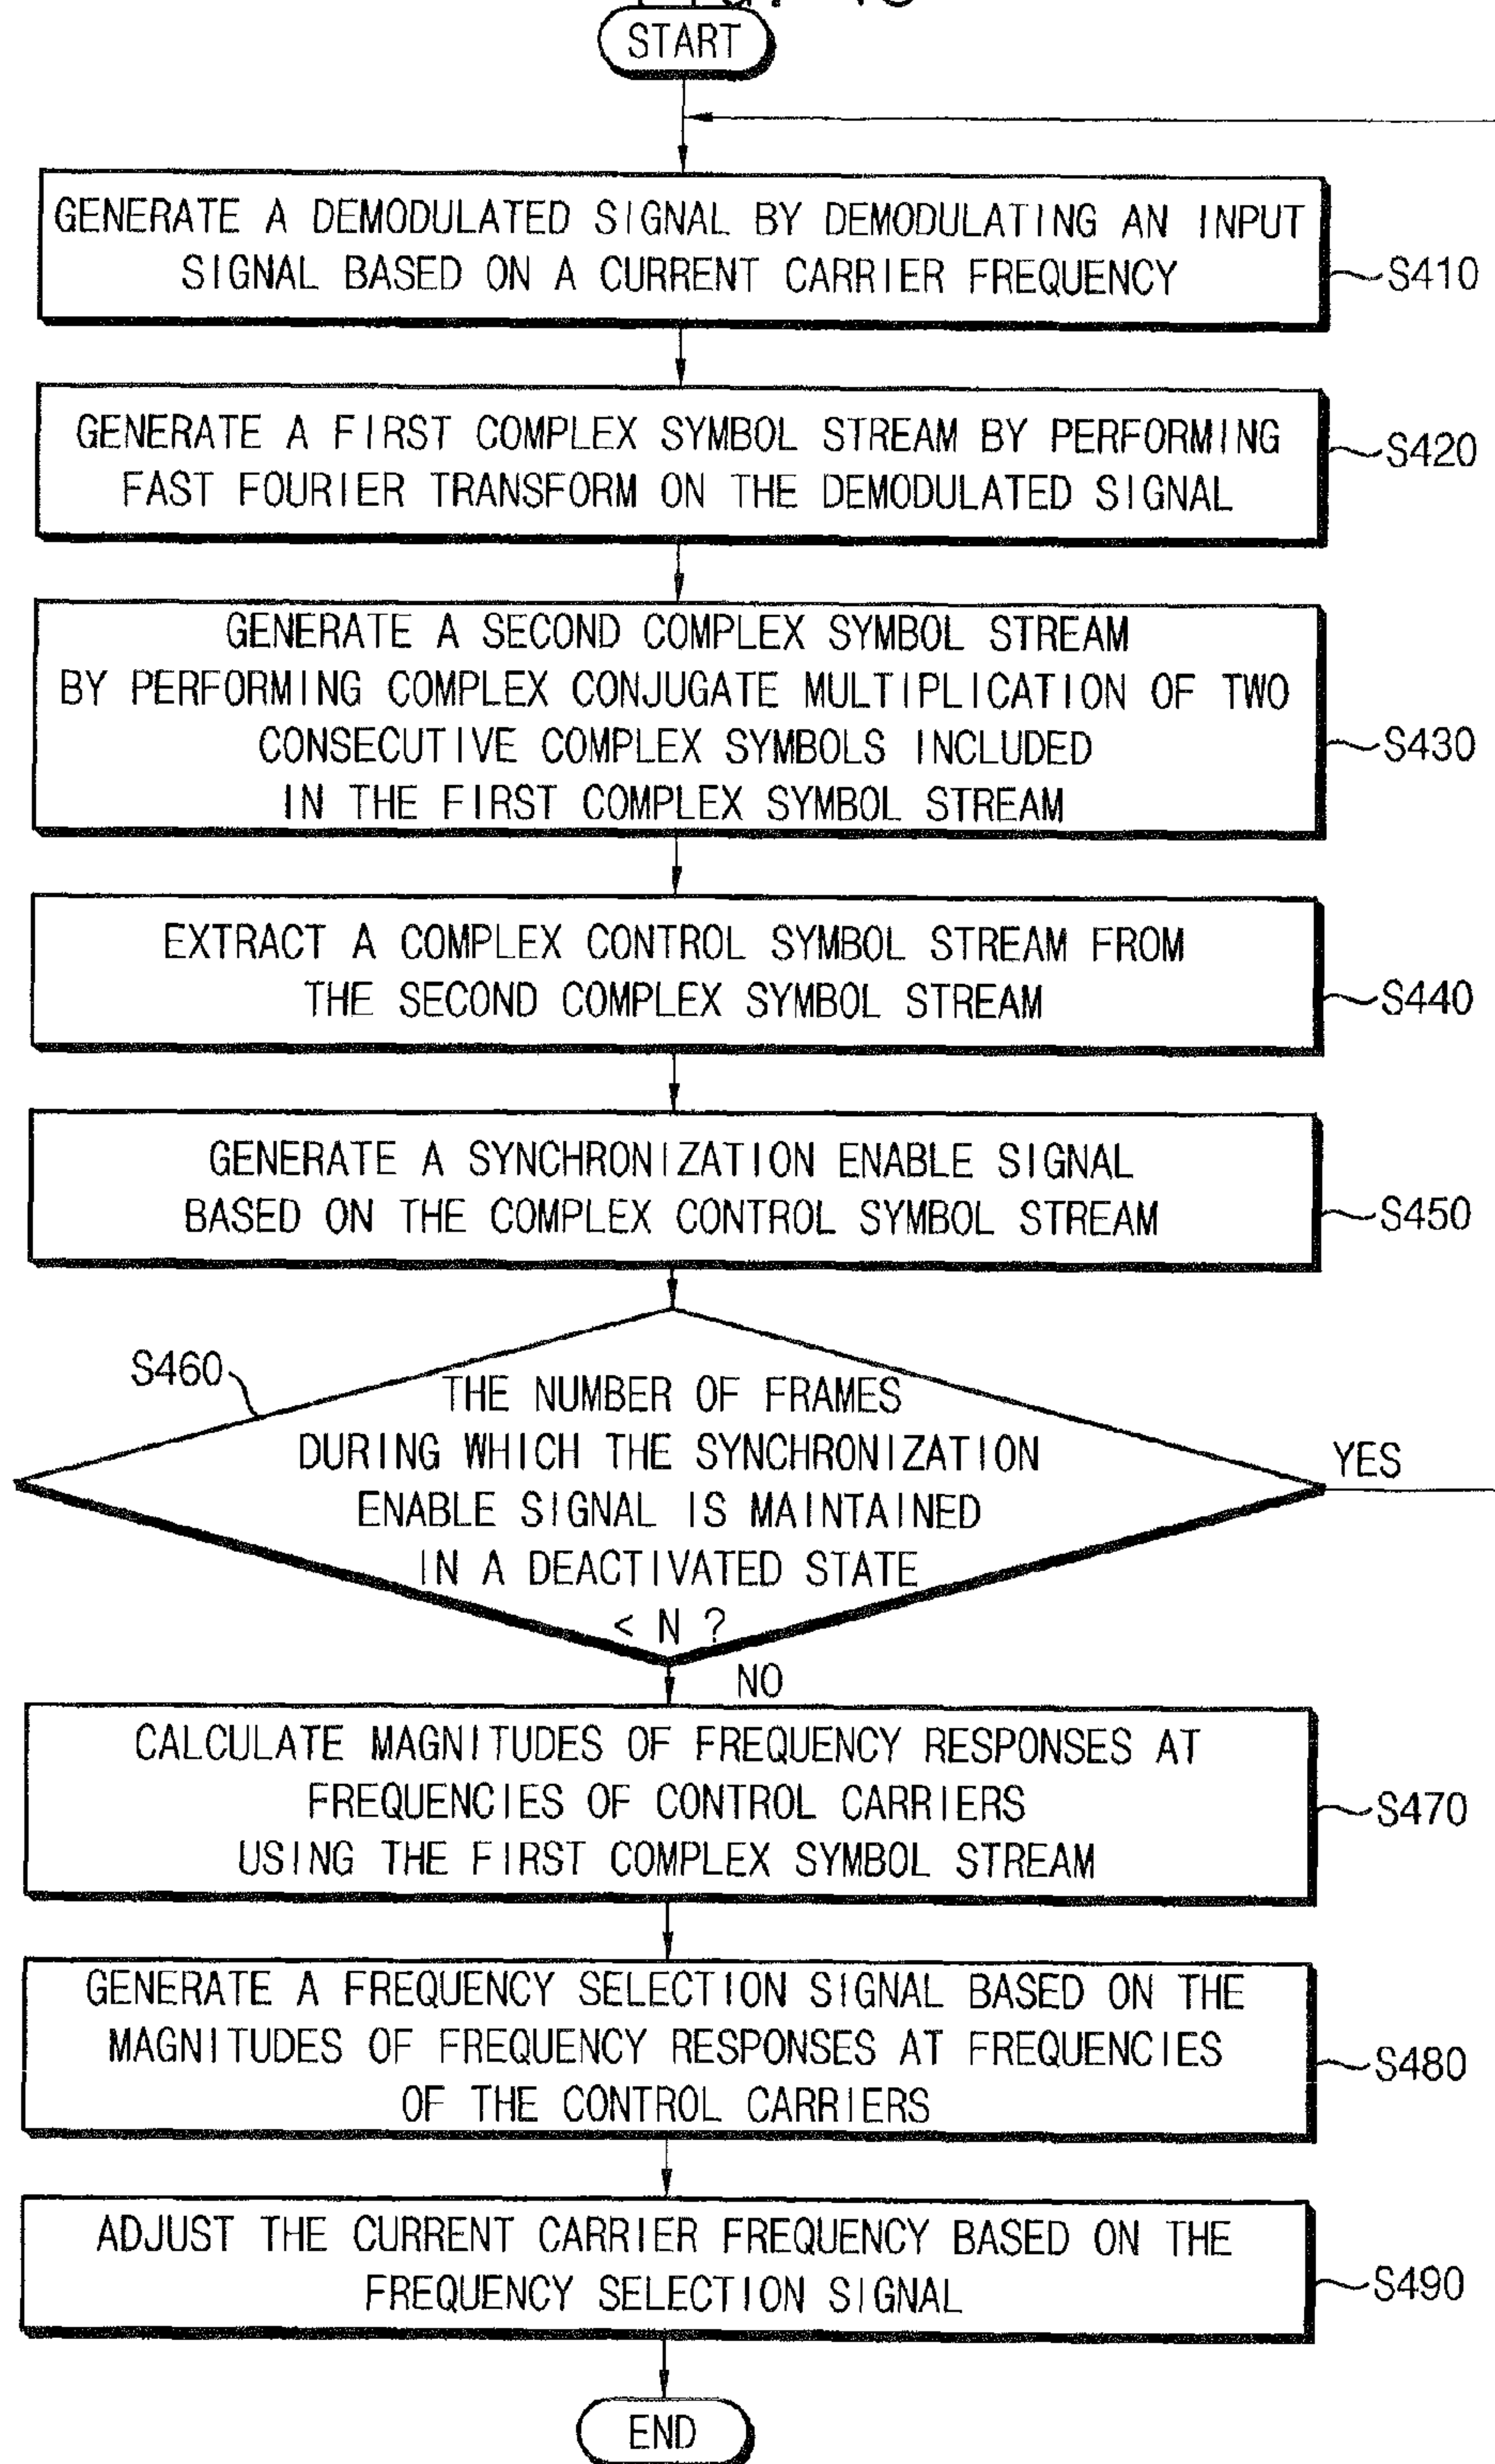 START
GENERATE A DEMODULATED SIGNAL BY DEMODULATING AN INPUT
SIGNAL BASED ON A CURRENT CARRIER FREQUENCY
S410
GENERATE A FIRST COMPLEX SYMBOL STREAM BY PERFORMING
FAST FOURIER TRANSFORM ON THE DEMODULATED SIGNAL
S420
GENERATE A SECOND COMPLEX SYMBOL STREAM
BY PERFORMING COMPLEX CONJUGATE MULTIPLICATION OF TWO
CONSECUTIVE COMPLEX SYMBOLS INCLUDED
IN THE FIRST COMPLEX SYMBOL STREAM
S430
EXTRACT A COMPLEX CONTROL SYMBOL STREAM FROM
THE SECOND COMPLEX SYMBOL STREAM
S440
GENERATE A SYNCHRONIZATION ENABLE SIGNAL
BASED ON THE COMPLEX CONTROL SYMBOL STREAM
S450
S460
THE NUMBER OF FRAMES
DURING WHICH THE SYNCHRONIZATION
ENABLE SIGNAL IS MAINTAINED
IN A DEACTIVATED STATE
< N ?
YES
NO
CALCULATE MAGNITUDES OF FREQUENCY RESPONSES AT
FREQUENCIES OF CONTROL CARRIERS
USING THE FIRST COMPLEX SYMBOL STREAM
S470
GENERATE A FREQUENCY SELECTION SIGNAL BASED ON THE
MAGNITUDES OF FREQUENCY RESPONSES AT FREQUENCIES
OF THE CONTROL CARRIERS
S480
ADJUST THE CURRENT CARRIER FREQUENCY BASED ON THE
FREQUENCY SELECTION SIGNAL
S490
END